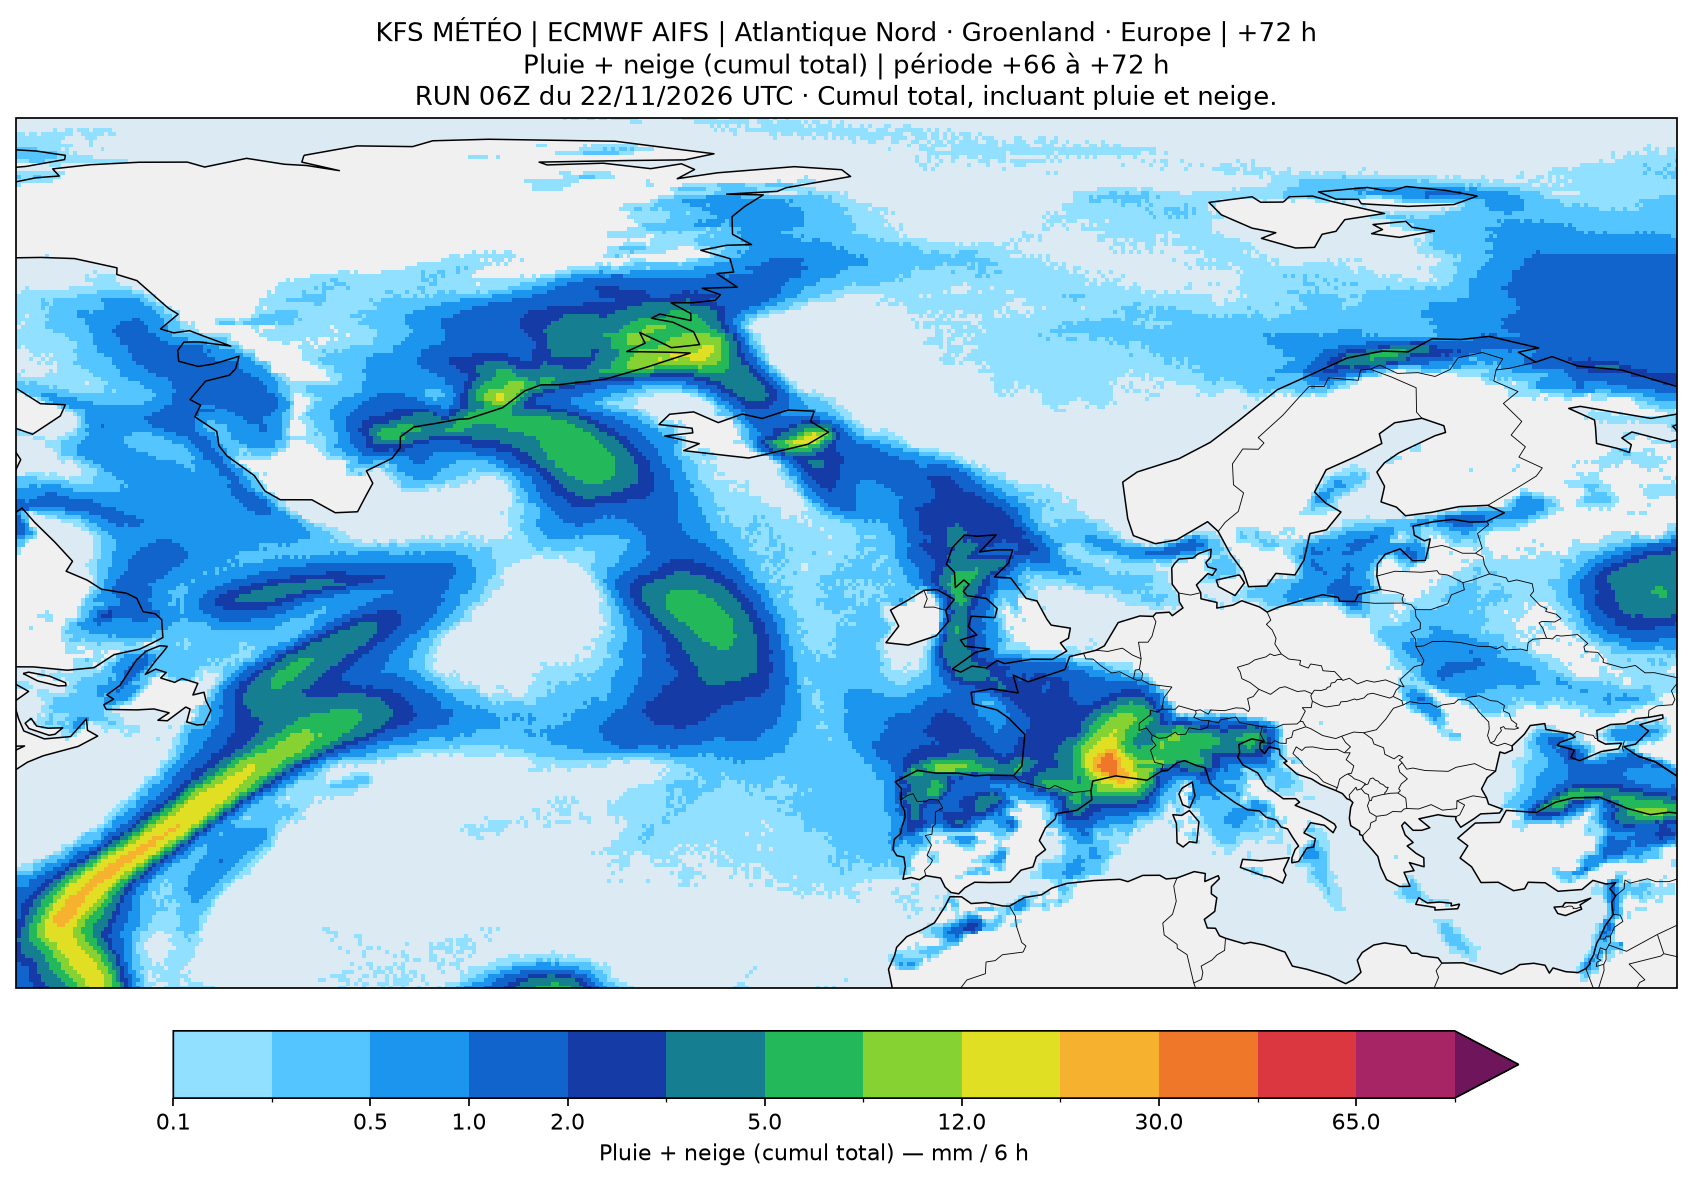 KFS MÉTÉO | ECMWF AIFS | Atlantique Nord · Groenland · Europe | +72 h
Pluie + neige (cumul total) | période +66 à +72 h
RUN 06Z du 22/11/2026 UTC · Cumul total, incluant pluie et neige.
0.1 0.5 1.0 2.0 5.0 12.0 30.0 65.0
Pluie + neige (cumul total) — mm / 6 h